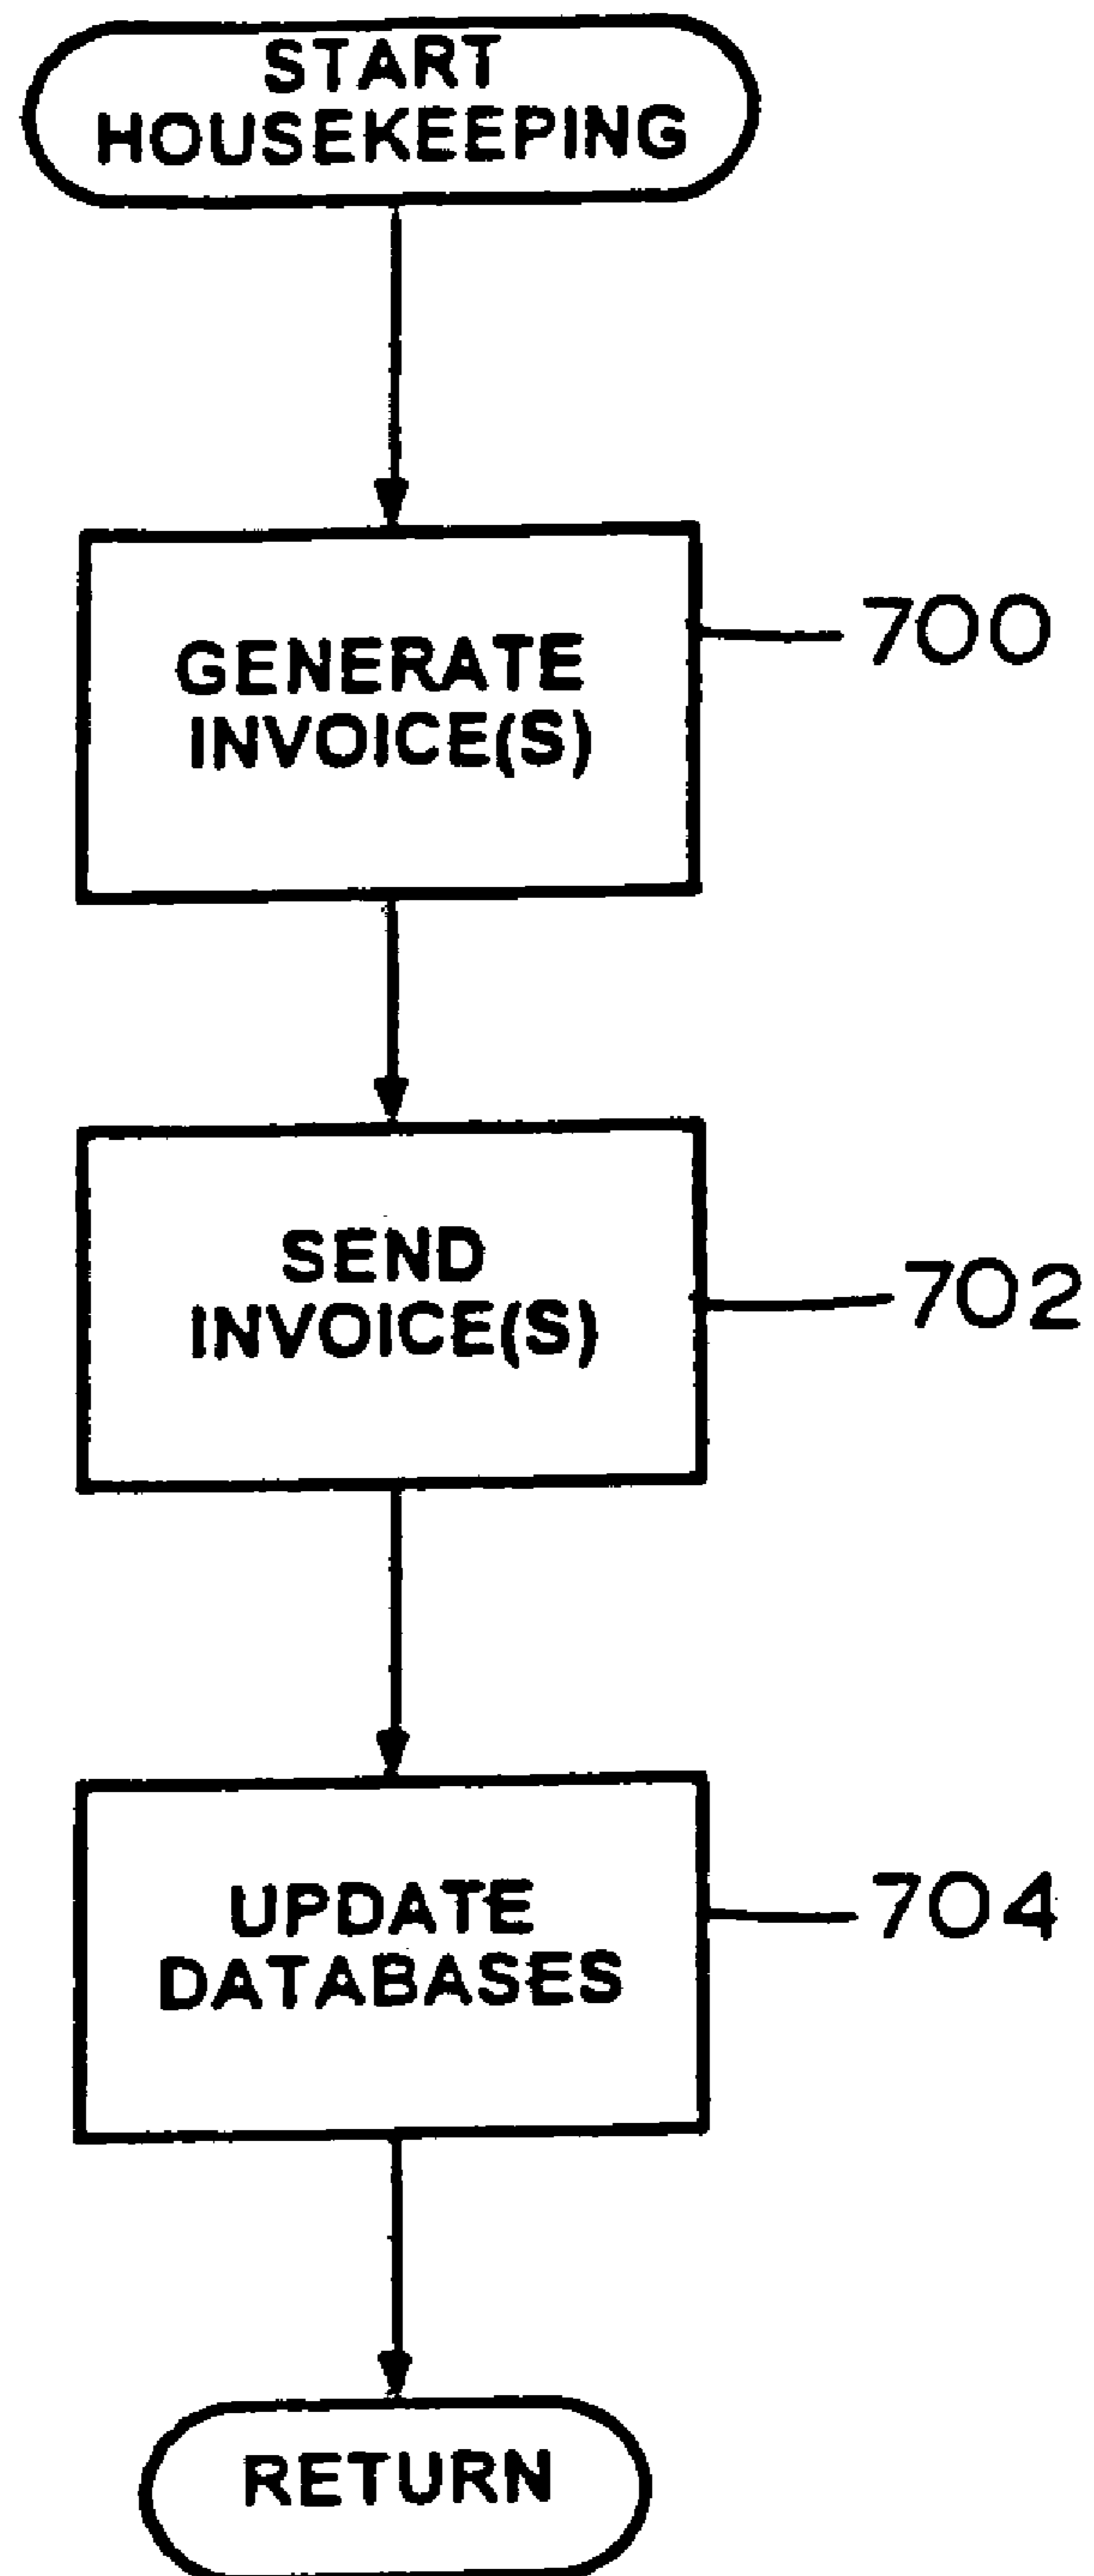 START
HOUSEKEEPING
GENERATE
INVOICE(S)
700
SEND
INVOICE(S)
702
UPDATE
DATABASES
704
RETURN